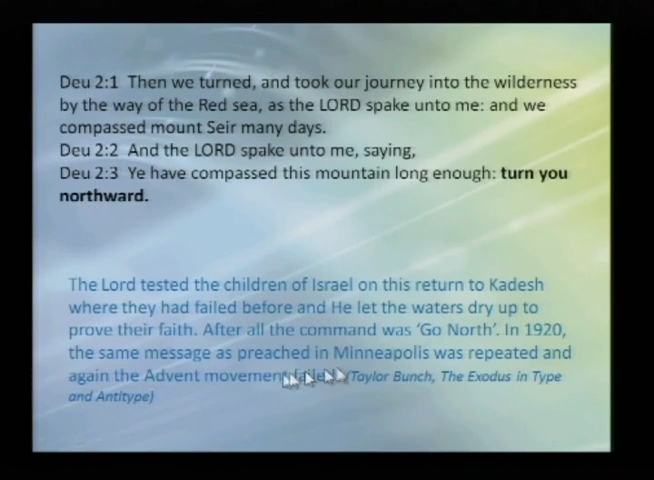 Deu 2:1 Then we turned, and took our journey into the wilderness
by the way of the Red sea, as the LORD spake unto me: and we
compassed mount Seir many days.
Deu 2:2 And the LORD spake unto me, saying,
Deu 2:3 Ye have compassed this mountain long enough: turn you
northward.
The Lord tested the children of Israel on this return to Kadesh
where they had failed before and He let the waters dry up to
prove their faith. After all the command was ‘Go North’. In 1920,
the same message as preached in Minneapolis was repeated and
again the Advent movement (Taylor Bunch, The Exodus in Type
and Antitype)